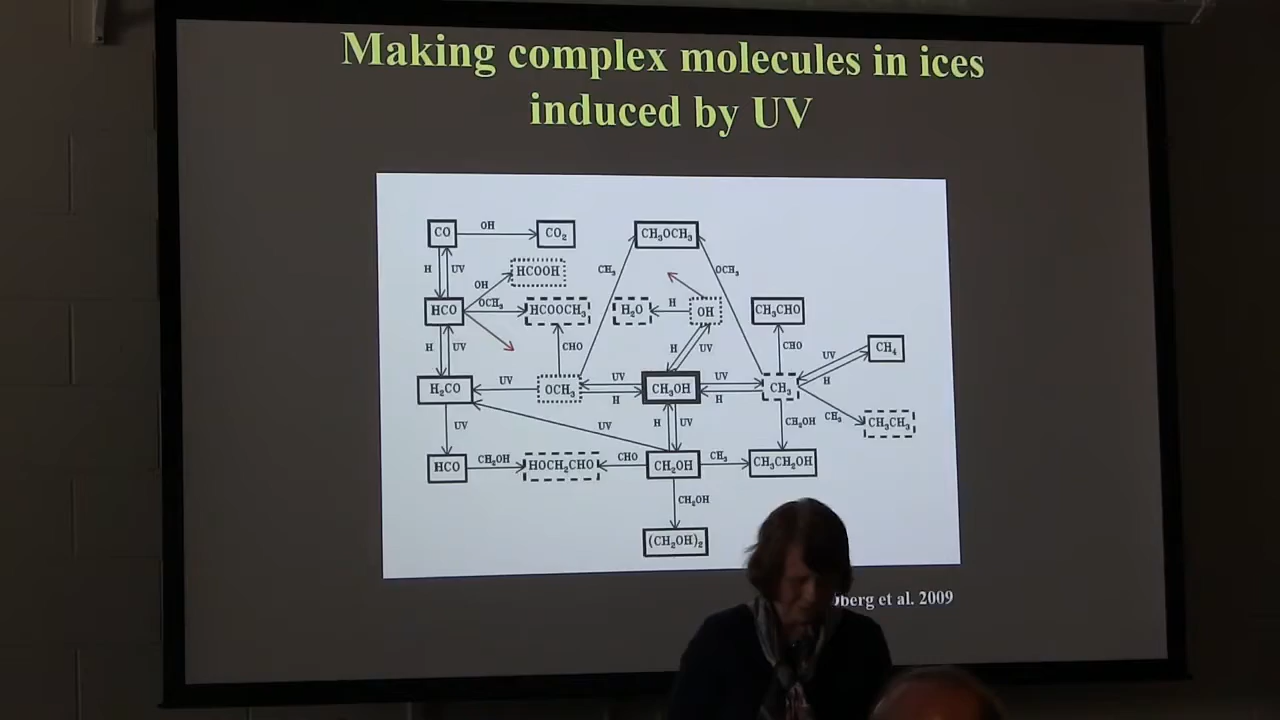 Making complex molecules in ices
induced by UV
CO OH CO₂ CH₃OCH₃
H UV OH HCOOH CH₃ OCH₃
HCO OCH₃ HCOOCH₃ H₂O H OH CH₃CHO
H UV CHO H UV CHO UV H CH₄
H₂CO UV OCH₃ UV H CH₃OH UV H CH₃ CH₃ CH₃CH₃
UV UV H UV CH₂OH
HCO CH₂OH HOCH₂CHO CHO CH₂OH CH₃ CH₃CH₂OH
CH₂OH
(CH₂OH)₂
et al. 2009